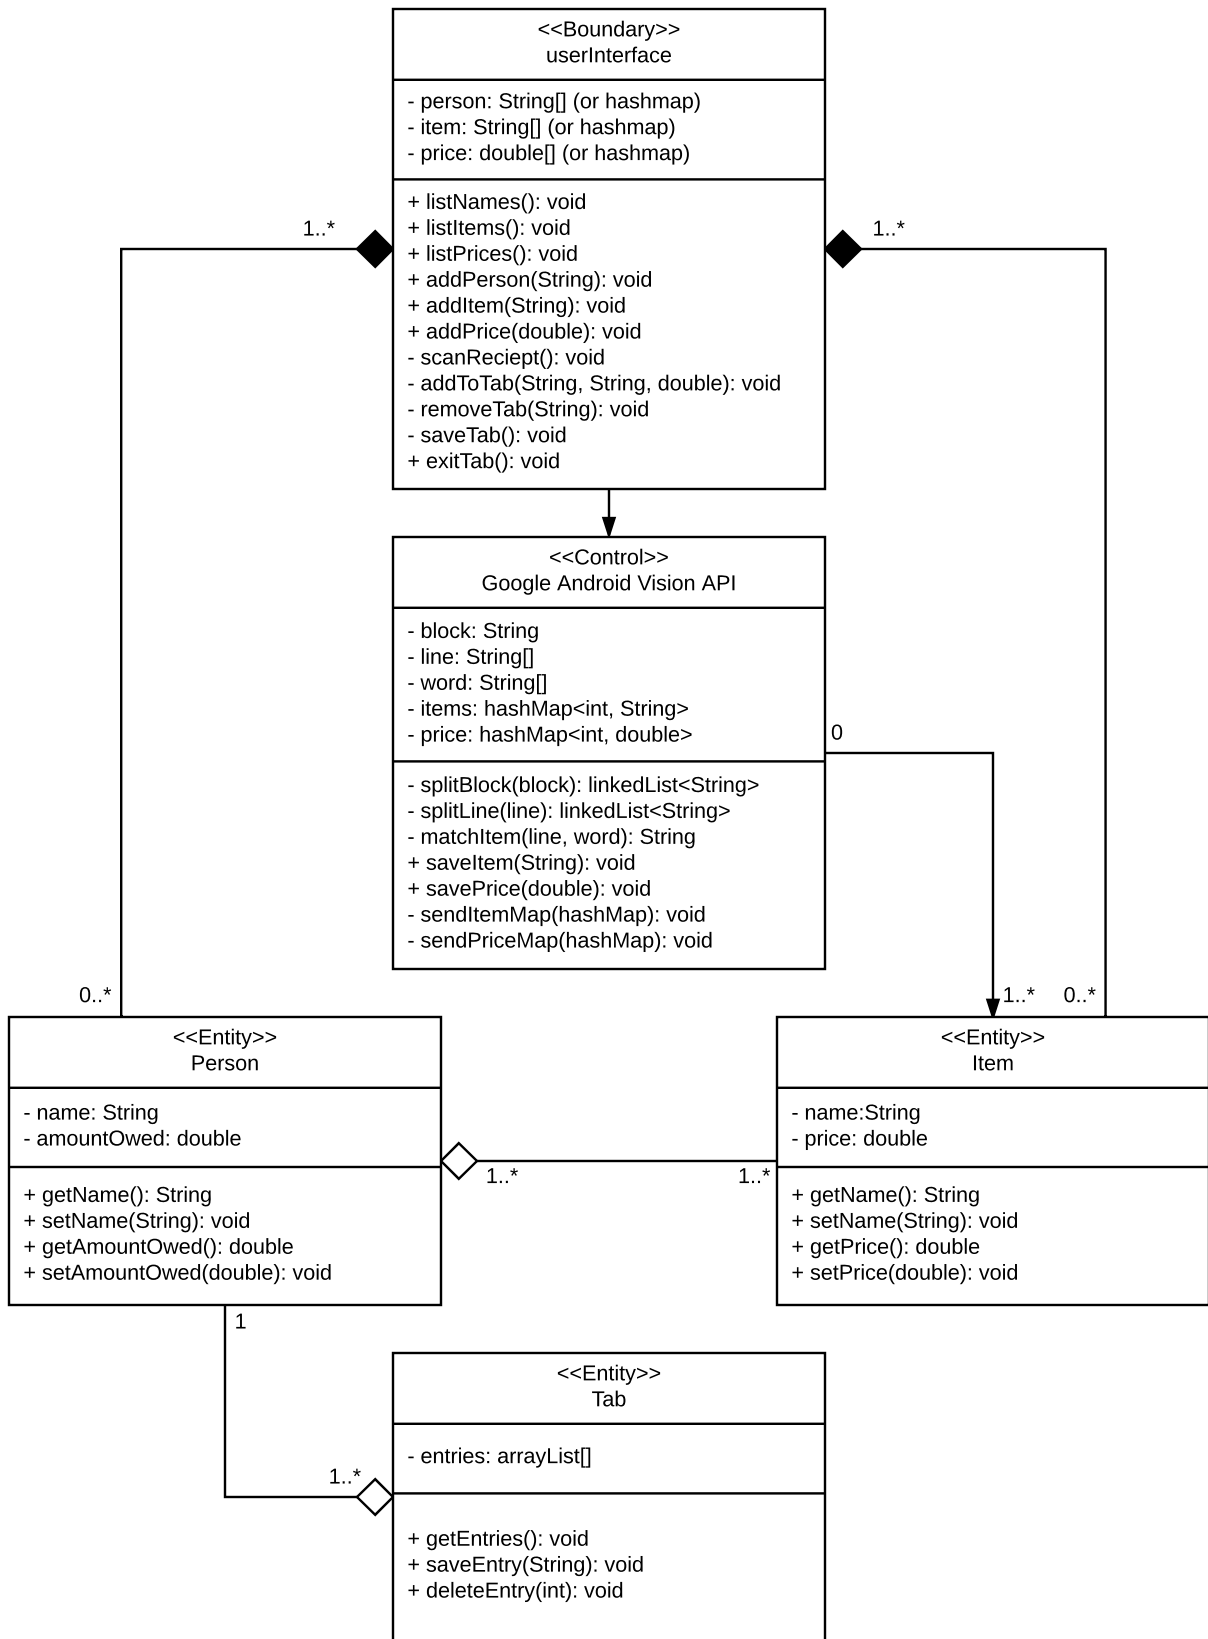 <<Boundary>>
userInterface
- person: String[] (or hashmap)
- item: String[] (or hashmap)
- price: double[] (or hashmap)
+ listNames(): void
+ listItems(): void
+ listPrices(): void
+ addPerson(String): void
+ addItem(String): void
+ addPrice(double): void
- scanReciept(): void
- addToTab(String, String, double): void
- removeTab(String): void
- saveTab(): void
+ exitTab(): void
1..*
1..*
<<Control>>
Google Android Vision API
- block: String
- line: String[]
- word: String[]
- items: hashMap<int, String>
- price: hashMap<int, double>
- splitBlock(block): linkedList<String>
- splitLine(line): linkedList<String>
- matchItem(line, word): String
+ saveItem(String): void
+ savePrice(double): void
- sendItemMap(hashMap): void
- sendPriceMap(hashMap): void
0
0..*
1..*
0..*
<<Entity>>
Person
- name: String
- amountOwed: double
+ getName(): String
+ setName(String): void
+ getAmountOwed(): double
+ setAmountOwed(double): void
1..*
1..*
<<Entity>>
Item
- name:String
- price: double
+ getName(): String
+ setName(String): void
+ getPrice(): double
+ setPrice(double): void
1
1..*
<<Entity>>
Tab
- entries: arrayList[]
+ getEntries(): void
+ saveEntry(String): void
+ deleteEntry(int): void